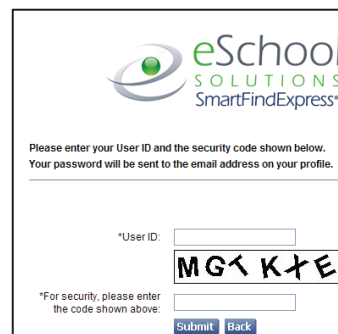 eSchool
SOLUTIONS
SmartFindExpress
Please enter your User ID and the security code shown below.
Your password will be sent to the email address on your profile.
*User ID:
*For security, please enter
the code shown above:
Submit Back